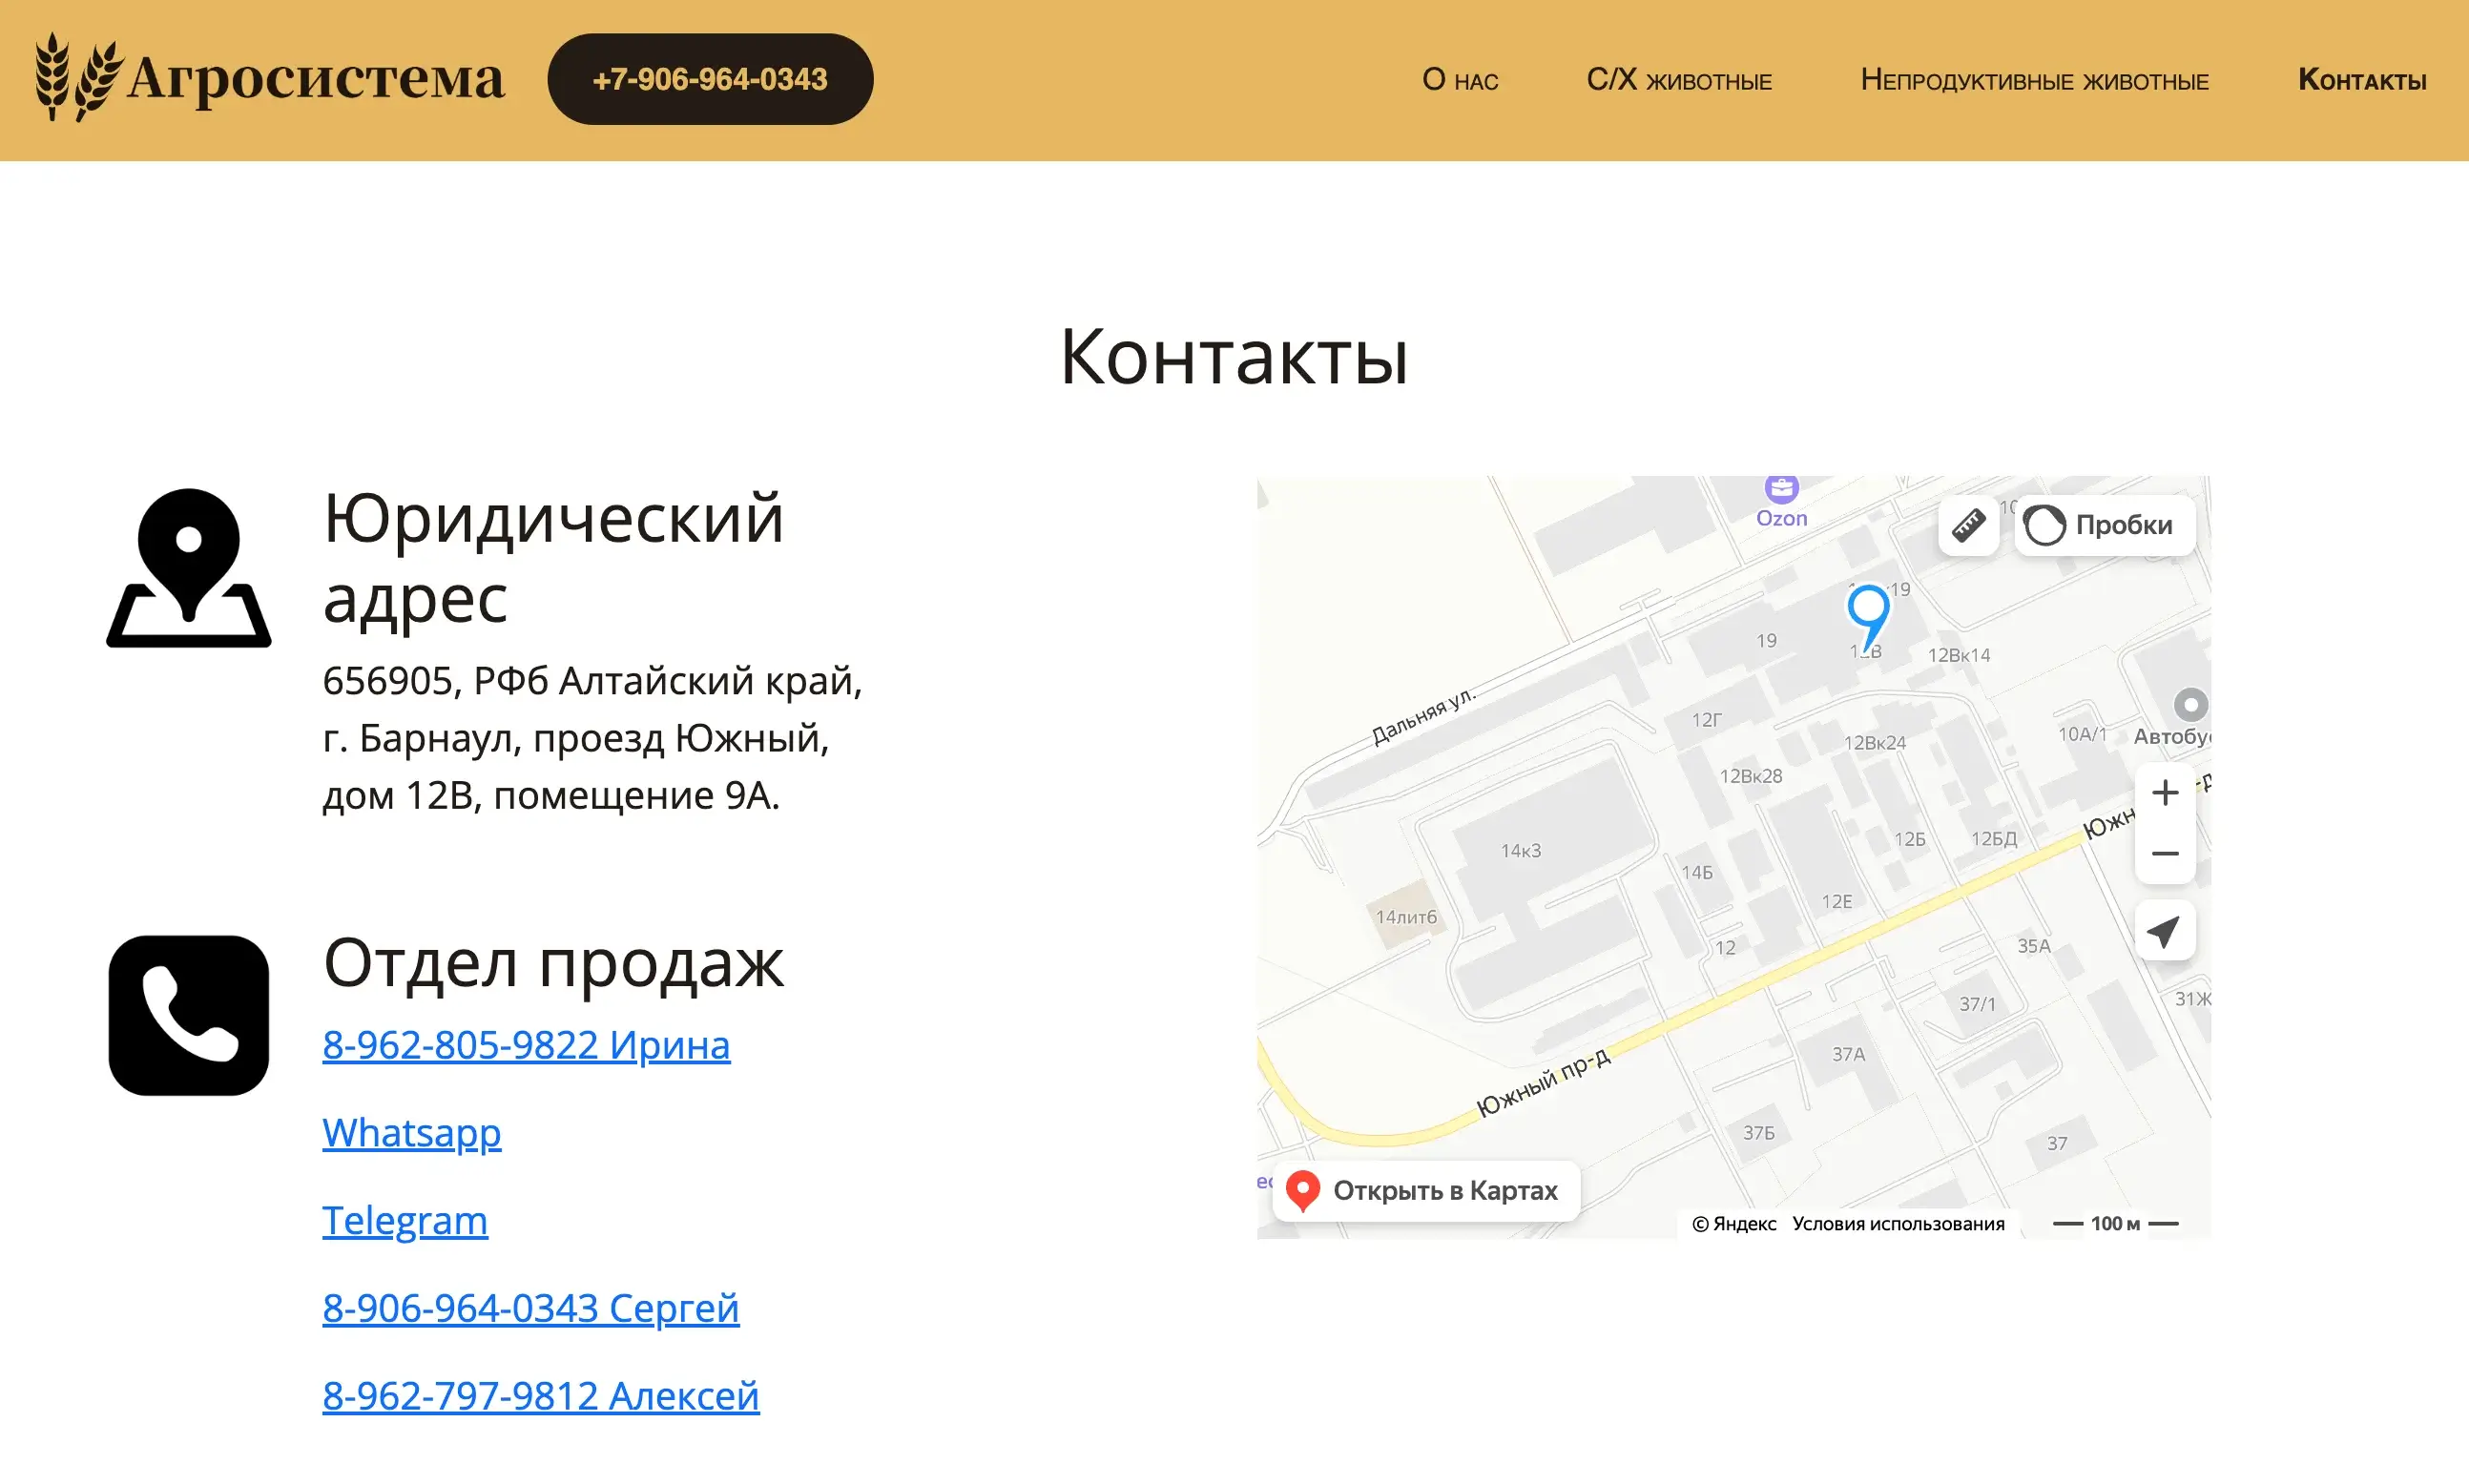 Агросистема
+7-906-964-0343
О нас
С/Х животные
Непродуктивные животные
Контакты
Контакты
Юридический
адрес
656905, РФб Алтайский край,
г. Барнаул, проезд Южный,
дом 12В, помещение 9А.
Отдел продаж
8-962-805-9822 Ирина
Whatsapp
Telegram
8-906-964-0343 Сергей
8-962-797-9812 Алексей
Ozon
Пробки
19
12В
12Вк14
Дальняя ул.
12Г
12Вк24
10А/1
Автобу
12Вк28
Южн
14к3
12Б
12БД
14Б
12Е
14лит6
12
35А
37/1
31Ж
37А
Южный пр-д
37Б
37
Открыть в Картах
© Яндекс
Условия использования
100 м